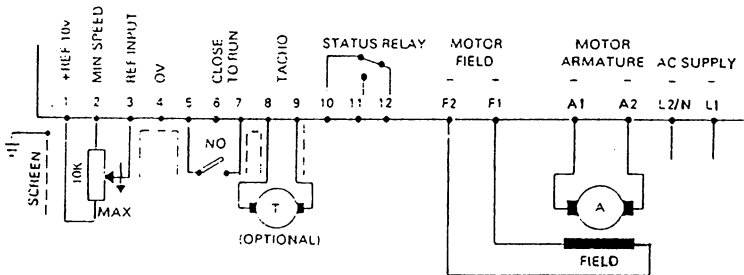 +REF 10v
MIN SPEED
REF INPUT
OV
CLOSE
TO RUN
TACHO
STATUS RELAY
MOTOR
FIELD
MOTOR
ARMATURE
AC SUPPLY
1 2 3 4 5 6 7 8 9 10 11 12 F2 F1 A1 A2 L2/N L1
SCREEN
10K
MAX
NO
T
(OPTIONAL)
A
FIELD